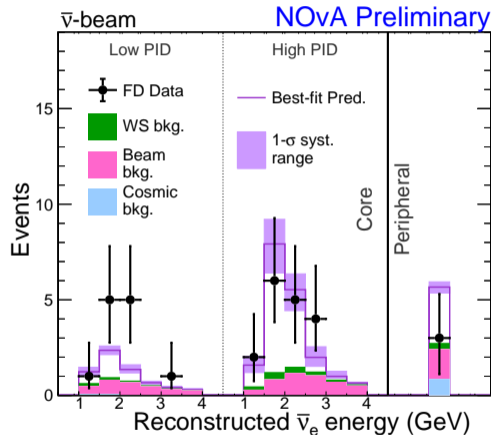 ν̄-beam
NOvA Preliminary
Low PID
High PID
FD Data
WS bkg.
Beam
bkg.
Cosmic
bkg.
Best-fit Pred.
1-σ syst.
range
Core
Peripheral
Events
15
10
5
0
1 2 3 4
1 2 3 4
Reconstructed ν̄e energy (GeV)